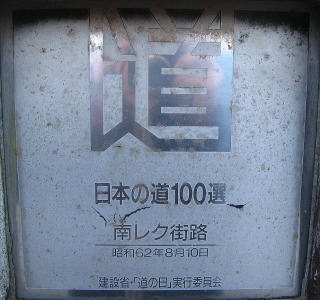 道
日本の道100選
南レク街路
昭和62年8月10日
建設省・「道の日」実行委員会